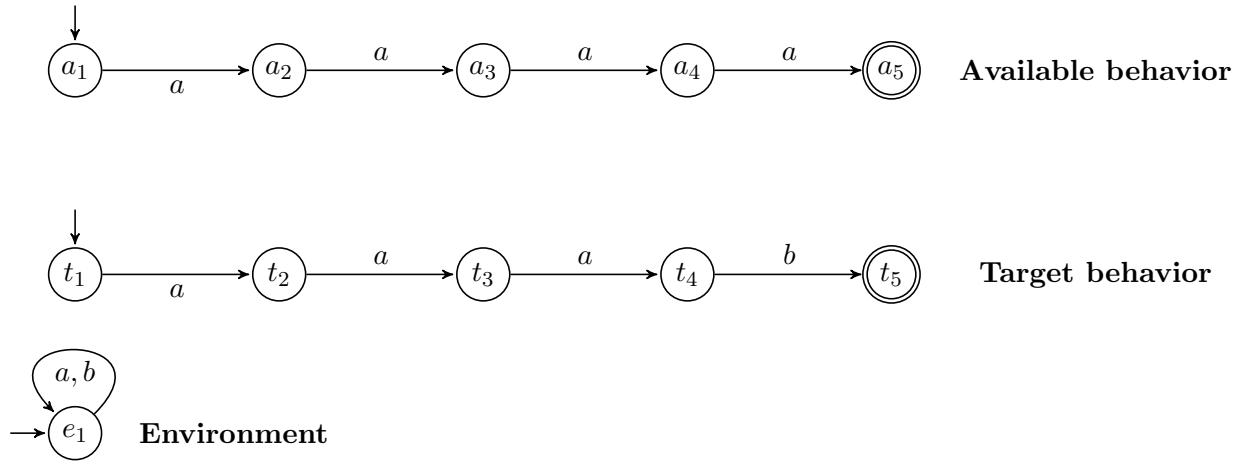 a1 a a2 a a3 a a4 a a5 Available behavior
t1 a t2 a t3 a t4 b t5 Target behavior
a, b
e1 Environment